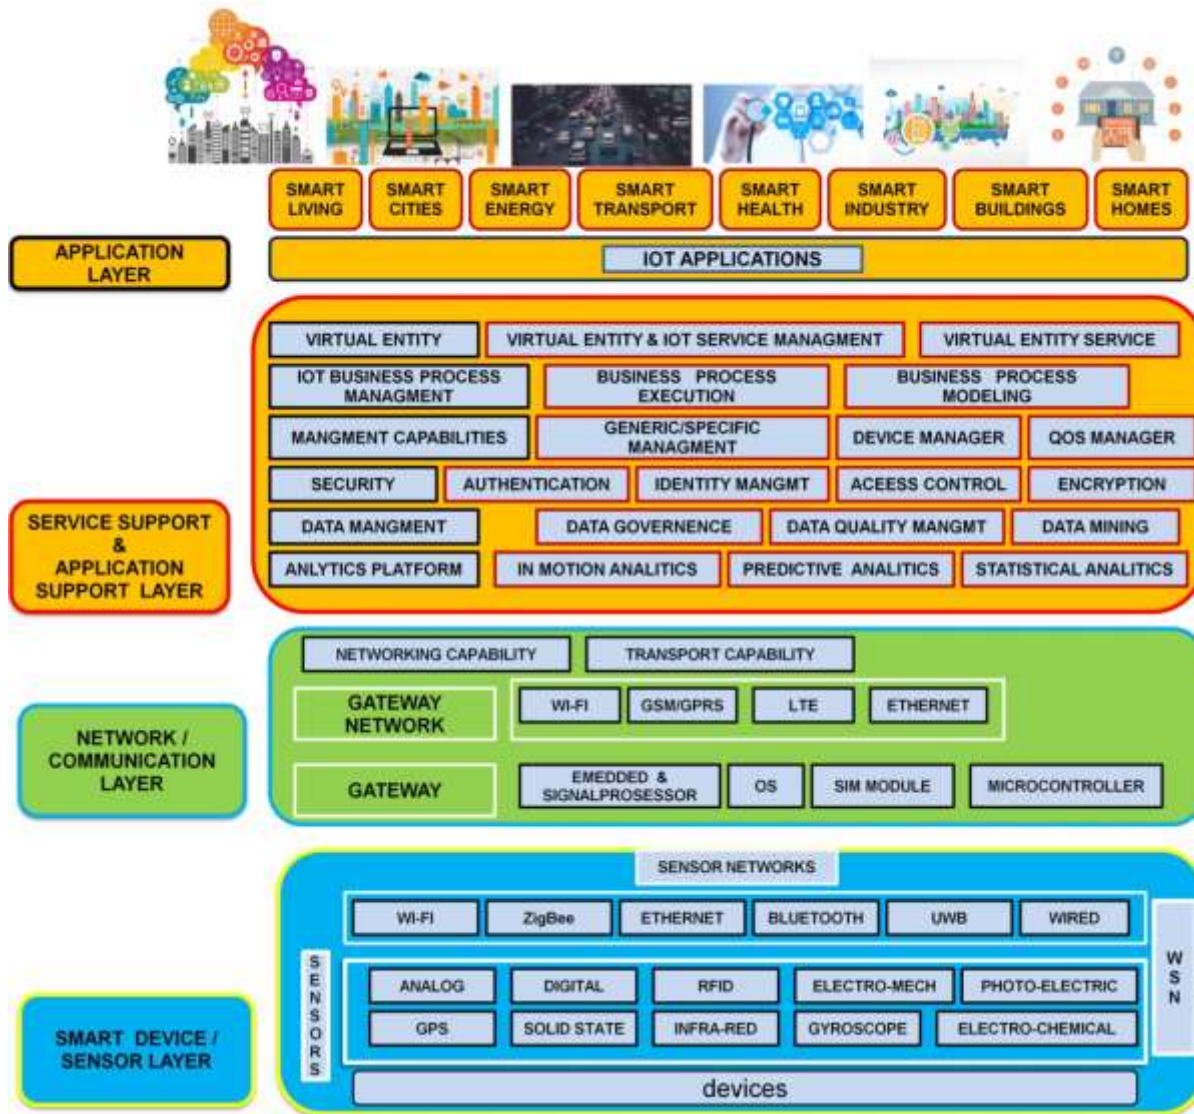 SMART LIVING
SMART CITIES
SMART ENERGY
SMART TRANSPORT
SMART HEALTH
SMART INDUSTRY
SMART BUILDINGS
SMART HOMES
APPLICATION LAYER
IOT APPLICATIONS
VIRTUAL ENTITY
VIRTUAL ENTITY & IOT SERVICE MANAGMENT
VIRTUAL ENTITY SERVICE
IOT BUSINESS PROCESS MANAGMENT
BUSINESS PROCESS EXECUTION
BUSINESS PROCESS MODELING
MANGMENT CAPABILITIES
GENERIC/SPECIFIC MANAGMENT
DEVICE MANAGER
QOS MANAGER
SECURITY
AUTHENTICATION
IDENTITY MANGMT
ACEESS CONTROL
ENCRYPTION
SERVICE SUPPORT
&
APPLICATION
SUPPORT LAYER
DATA MANGMENT
DATA GOVERNENCE
DATA QUALITY MANGMT
DATA MINING
ANLYTICS PLATFORM
IN MOTION ANALITICS
PREDICTIVE ANALITICS
STATISTICAL ANALITICS
NETWORKING CAPABILITY
TRANSPORT CAPABILITY
GATEWAY NETWORK
WI-FI
GSM/GPRS
LTE
ETHERNET
NETWORK /
COMMUNICATION
LAYER
GATEWAY
EMEDDED &
SIGNALPROSESSOR
OS
SIM MODULE
MICROCONTROLLER
SENSOR NETWORKS
WI-FI
ZigBee
ETHERNET
BLUETOOTH
UWB
WIRED
WSN
SENSORS
ANALOG
DIGITAL
RFID
ELECTRO-MECH
PHOTO-ELECTRIC
GPS
SOLID STATE
INFRA-RED
GYROSCOPE
ELECTRO-CHEMICAL
SMART DEVICE /
SENSOR LAYER
devices